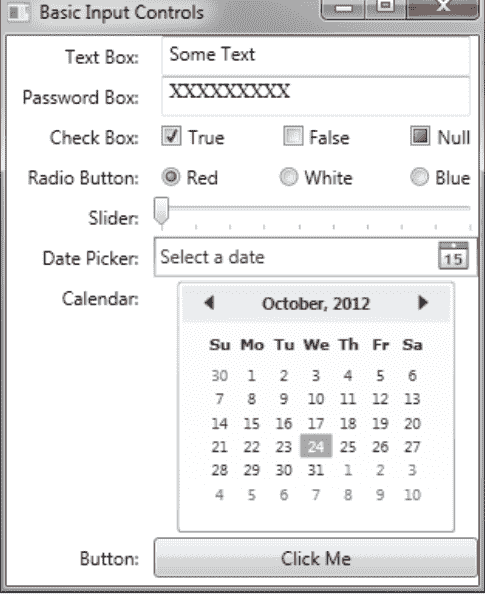 Basic Input Controls
Text Box: Some Text
Password Box: XXXXXXXXX
Check Box: True False Null
Radio Button: Red White Blue
Slider:
Date Picker: Select a date 15
Calendar: October, 2012
Su Mo Tu We Th Fr Sa
30 1 2 3 4 5 6
7 8 9 10 11 12 13
14 15 16 17 18 19 20
21 22 23 24 25 26 27
28 29 30 31 1 2 3
4 5 6 7 8 9 10
Button: Click Me